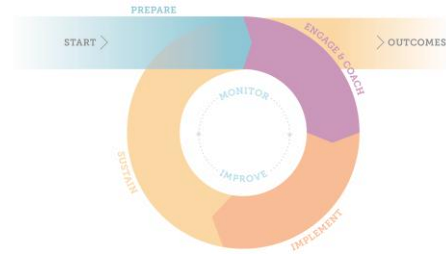 PREPARE
START
ENGAGE & COACH
OUTCOMES
MONITOR
IMPROVE
SUSTAIN
IMPLEMENT